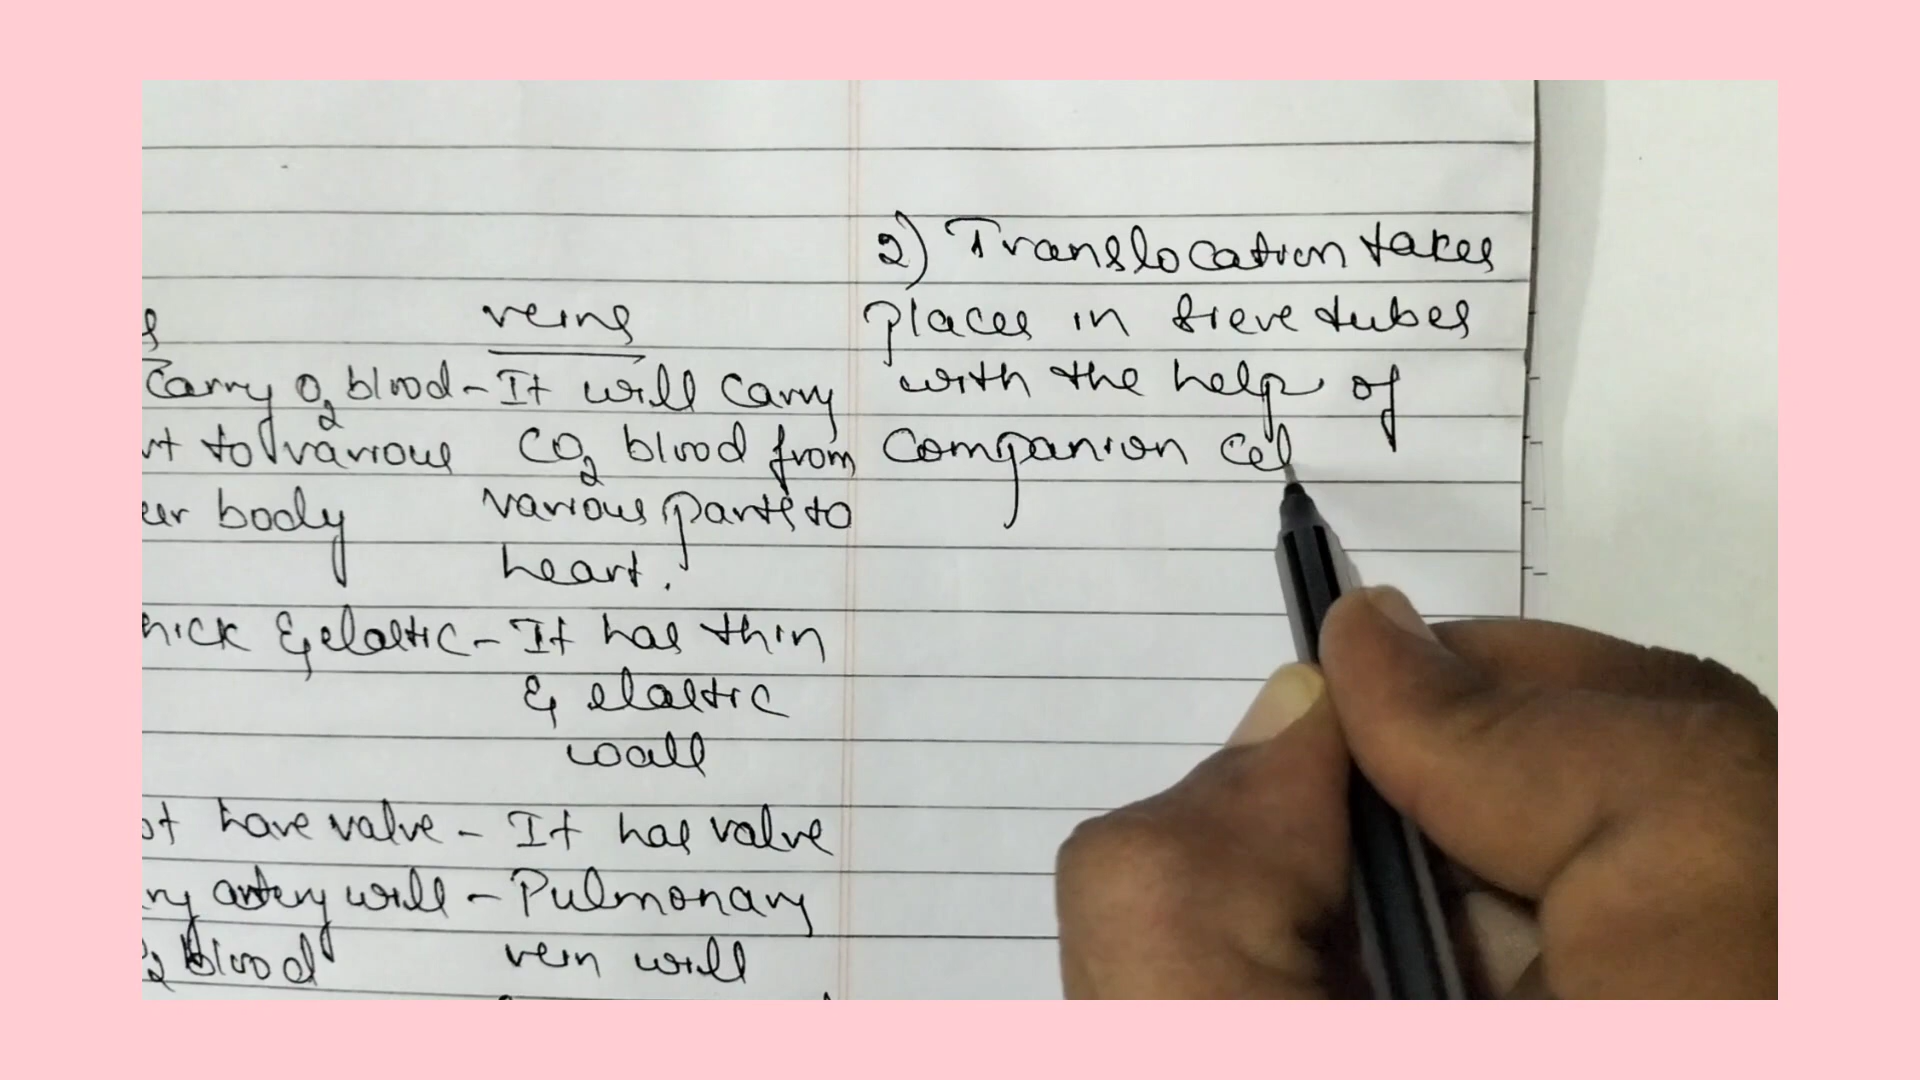 veins
carry O2 blood - It will carry
to various CO2 blood from
body various parts to
heart.
& elastic - It has thin
& elastic
wall
have valve - It has valve
artery will - Pulmonary
blood vein will
2) Translocation takes
places in sieve tubes
with the help of
Companion cel